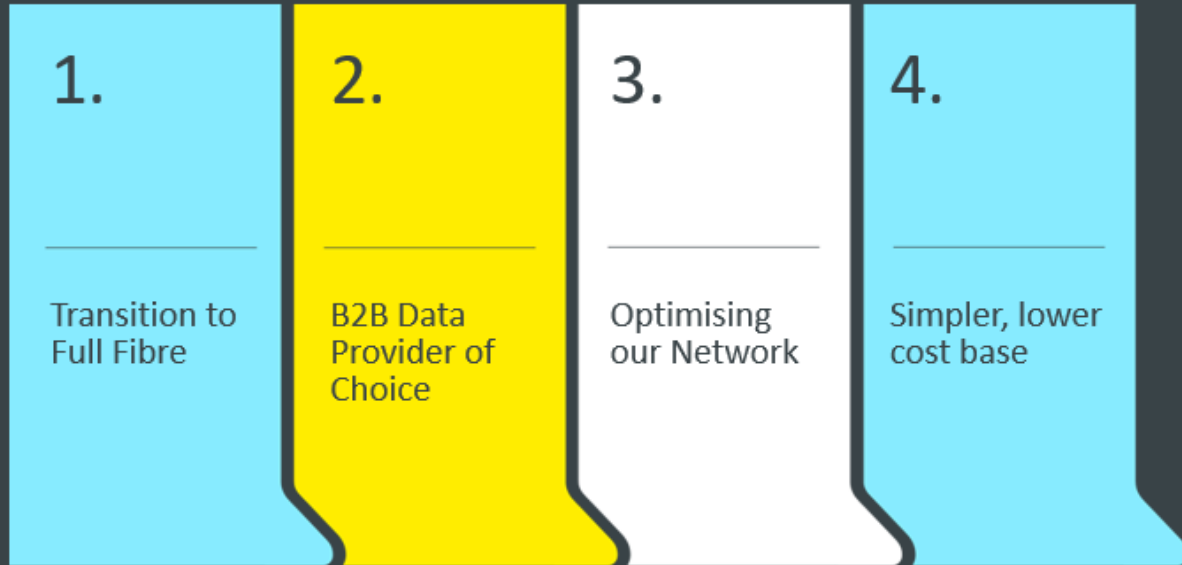 1.
Transition to
Full Fibre
2.
B2B Data
Provider of
Choice
3.
Optimising
our Network
4.
Simpler, lower
cost base